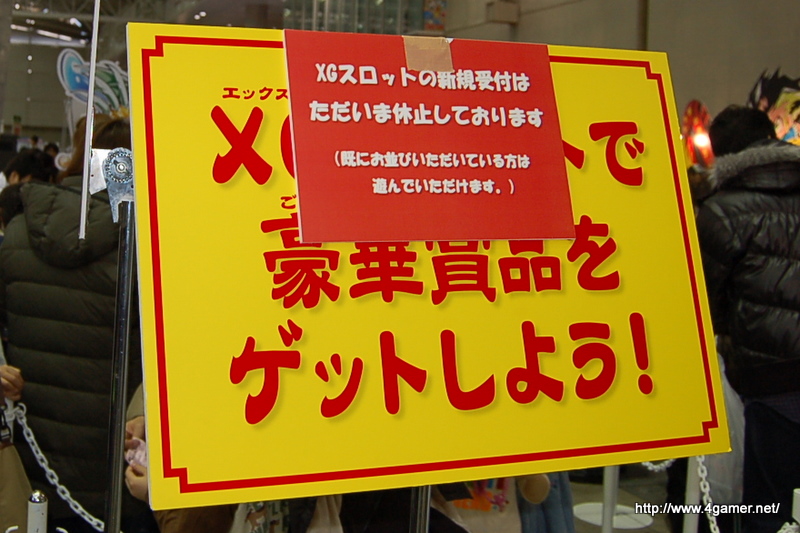 XGスロットの新規受付は
ただいま休止しております
（既にお並びいただいている方は
遊んでいただけます。）
エックス
XG トで
ご
豪華賞品を
ゲットしよう！
http://www.4gamer.net/